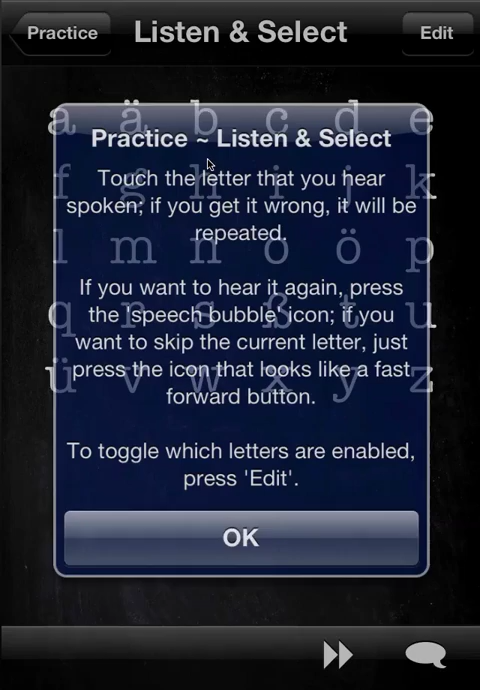 Practice
Listen & Select
Edit
Practice ~ Listen & Select
Touch the letter that you hear
spoken; if you get it wrong, it will be
repeated.
If you want to hear it again, press
the 'speech bubble' icon; if you
want to skip the current letter, just
press the icon that looks like a fast
forward button.
To toggle which letters are enabled,
press 'Edit'.
OK
a ä b c d e
f g h i j k
l m n o ö p
q r s ß t u
ü v w x y z